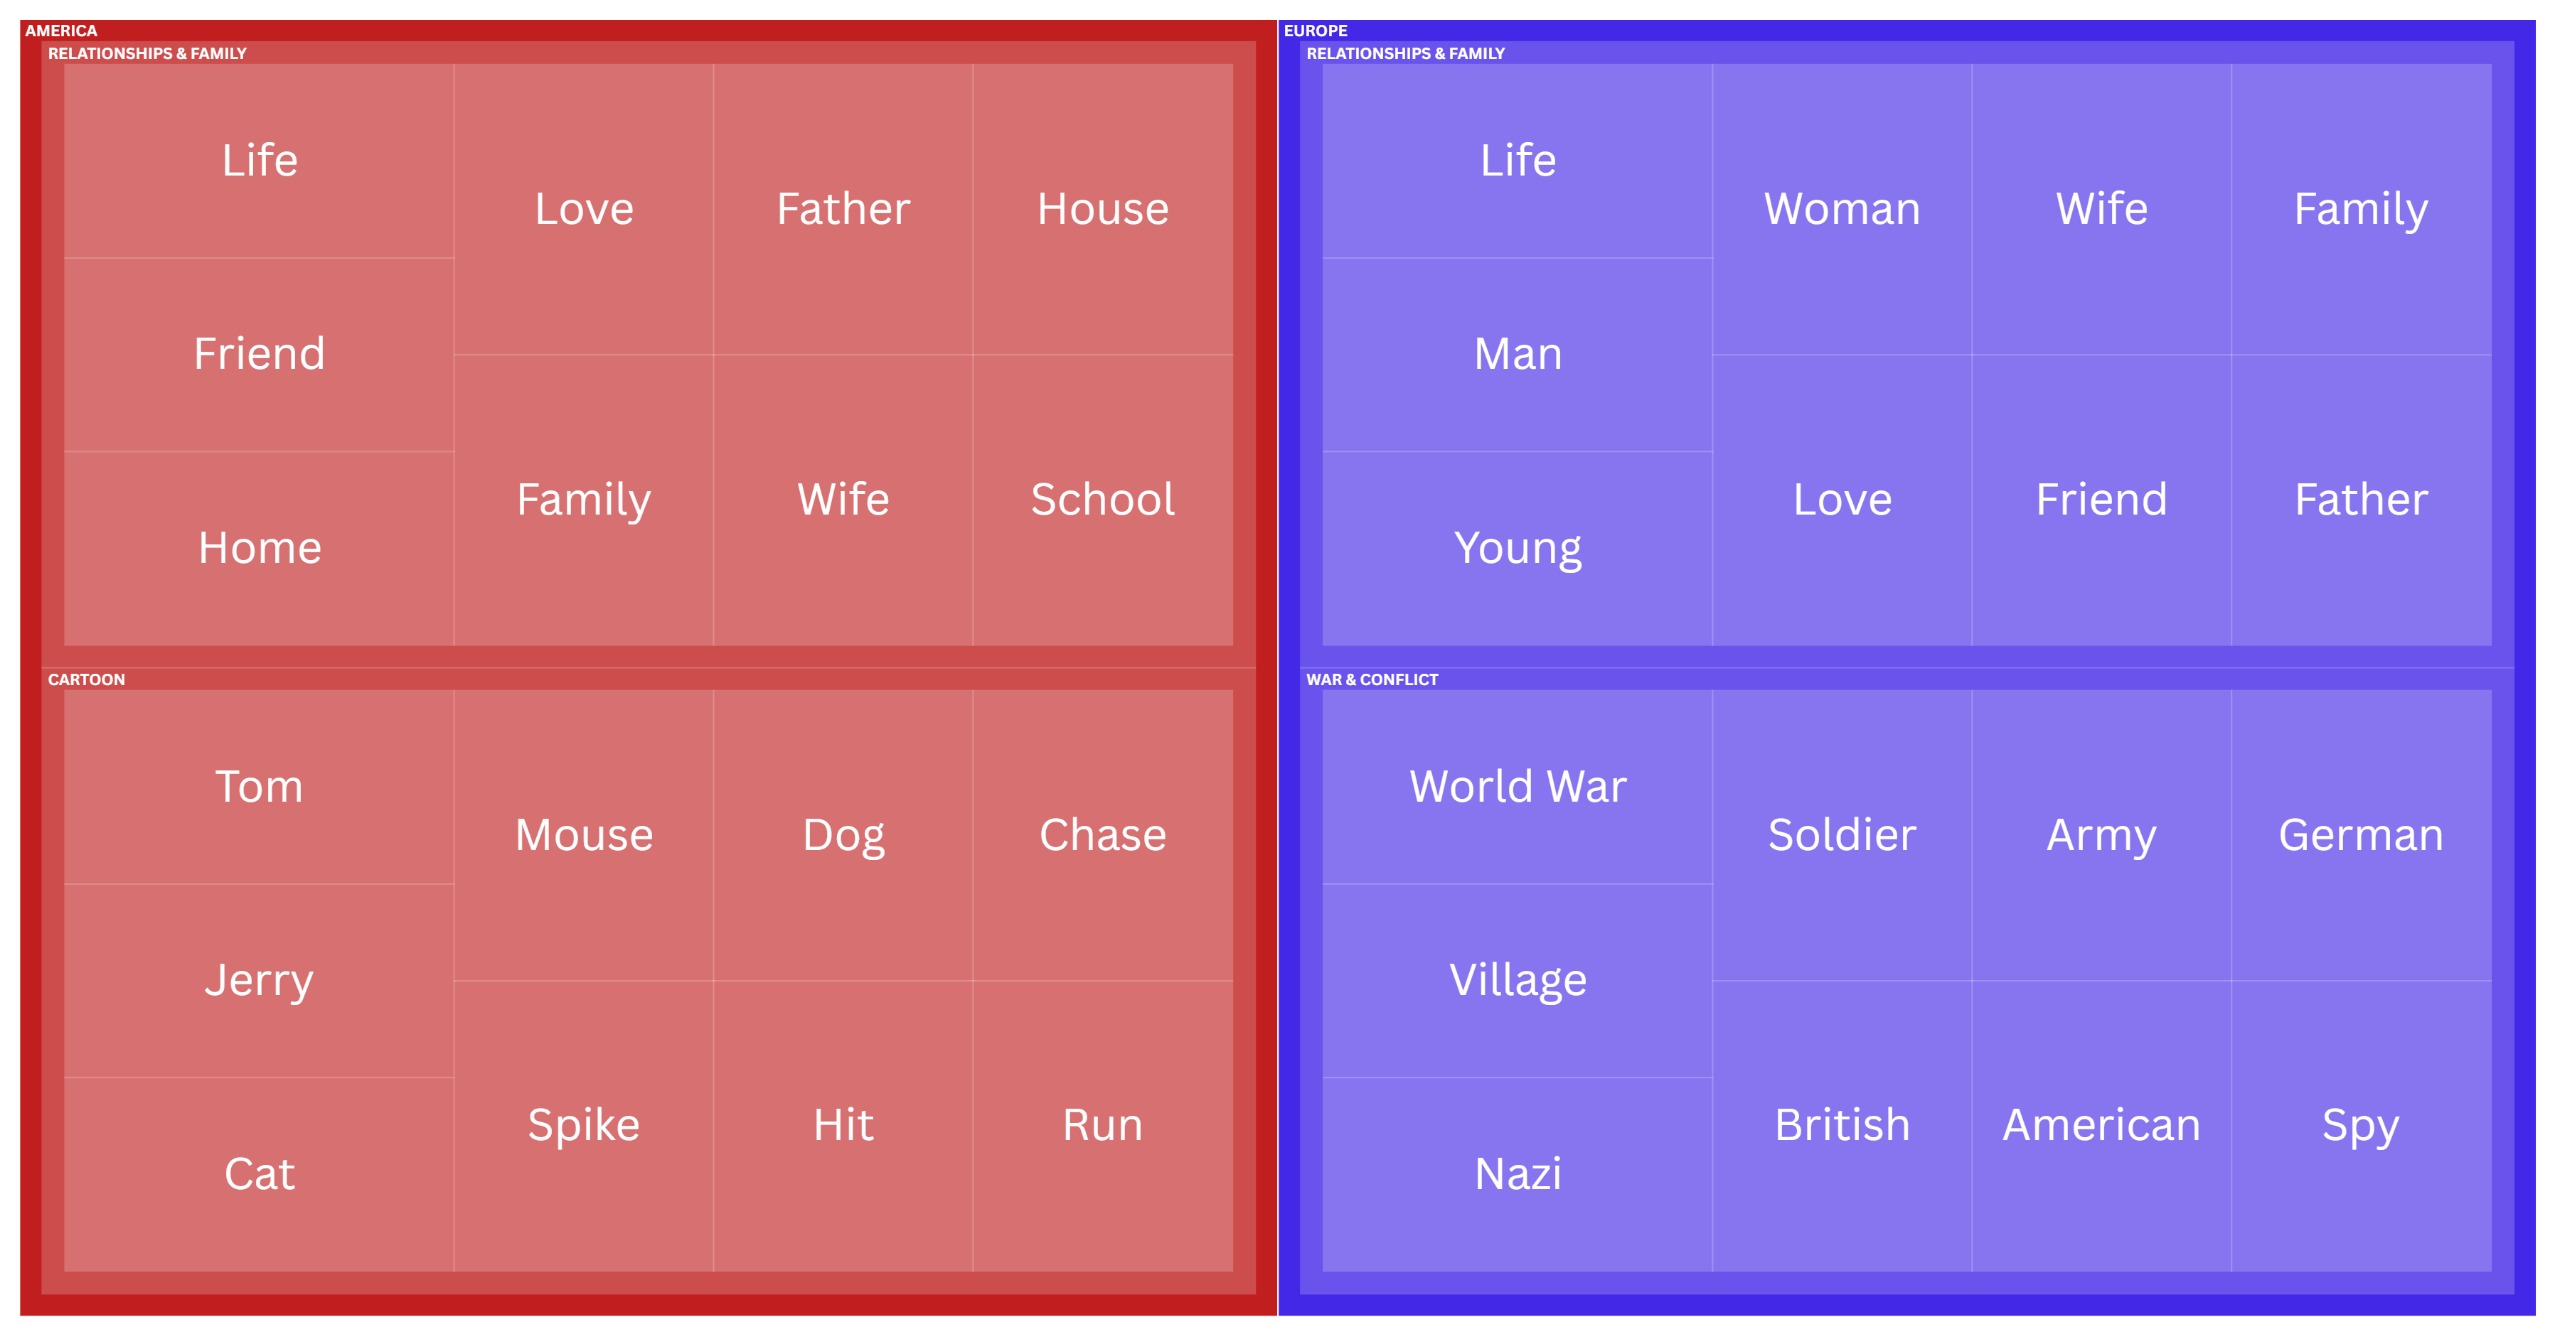 AMERICA
RELATIONSHIPS & FAMILY
Life
Friend
Home
Love
Father
House
Family
Wife
School
CARTOON
Tom
Jerry
Cat
Mouse
Dog
Chase
Spike
Hit
Run
EUROPE
RELATIONSHIPS & FAMILY
Life
Man
Young
Woman
Wife
Family
Love
Friend
Father
WAR & CONFLICT
World War
Village
Nazi
Soldier
Army
German
British
American
Spy